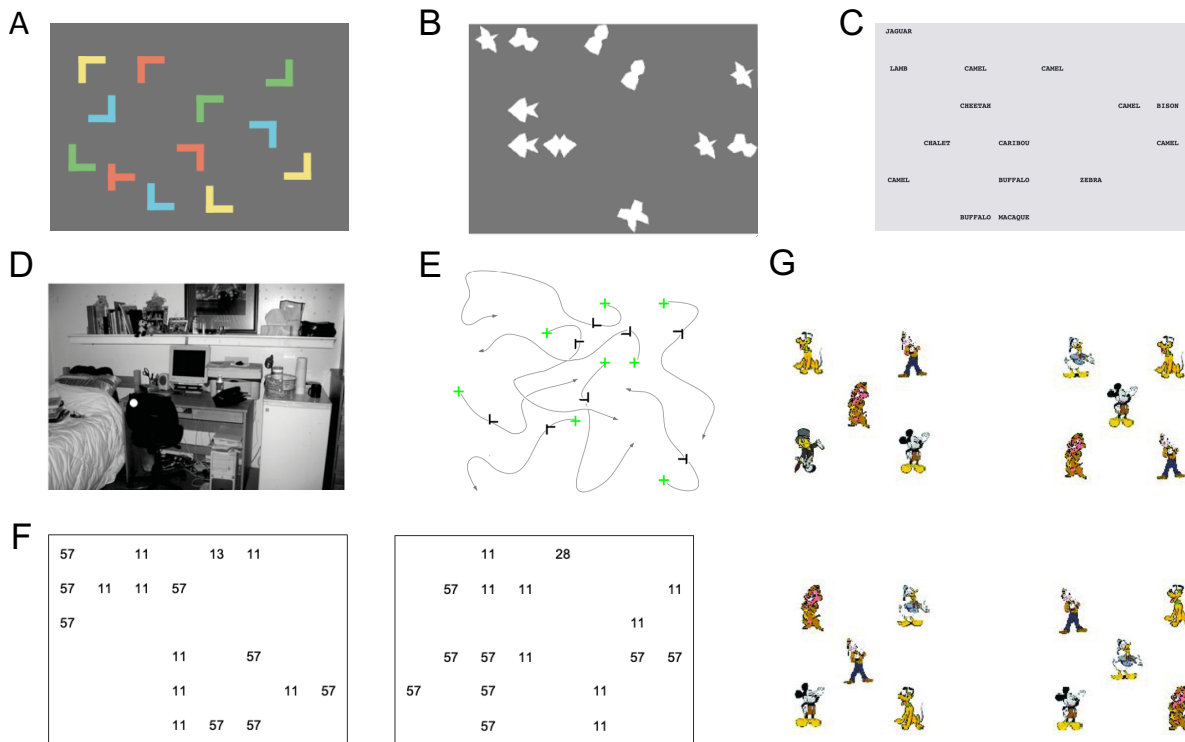 A
B
C
JAGUAR
LAMB CAMEL CAMEL
CHEETAH CAMEL BISON
CHALET CARIBOU CAMEL
CAMEL BUFFALO ZEBRA
BUFFALO MACAQUE
D
E
G
F
57 11 13 11
57 11 11 57
57
11 57
11 11 57
11 57 57
11 28
57 11 11 11
11
57 57 11 57 57
57 57 11
57 11